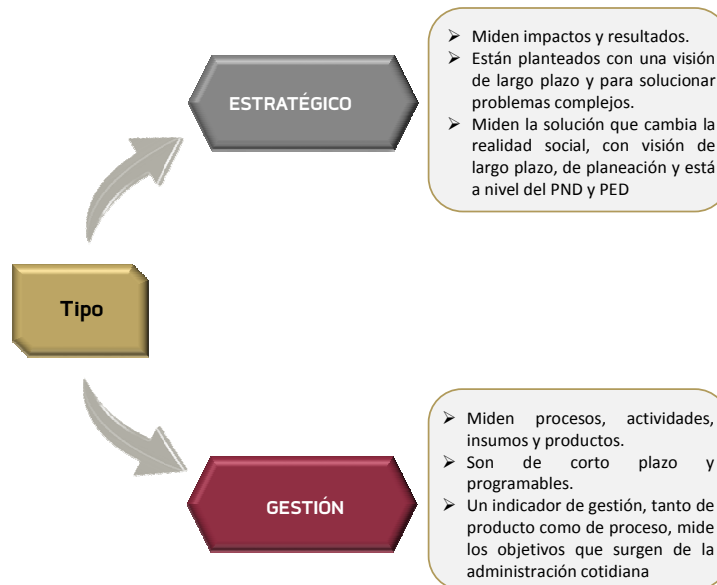 ESTRATÉGICO
➢ Miden impactos y resultados.
➢ Están planteados con una visión
de largo plazo y para solucionar
problemas complejos.
➢ Miden la solución que cambia la
realidad social, con visión de
largo plazo, de planeación y está
a nivel del PND y PED
Tipo
GESTIÓN
➢ Miden procesos, actividades,
insumos y productos.
➢ Son de corto plazo y
programables.
➢ Un indicador de gestión, tanto de
producto como de proceso, mide
los objetivos que surgen de la
administración cotidiana